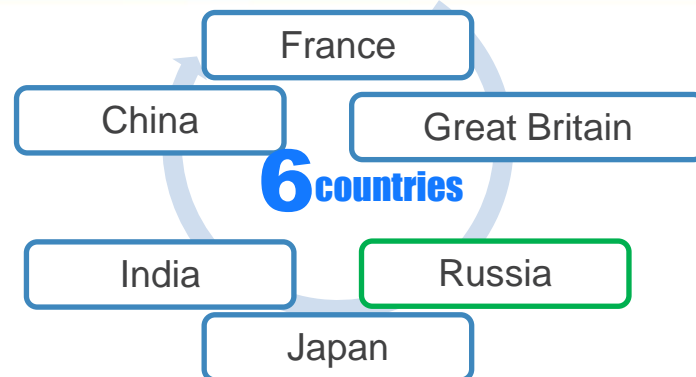 France
China
Great Britain
6 countries
India
Russia
Japan